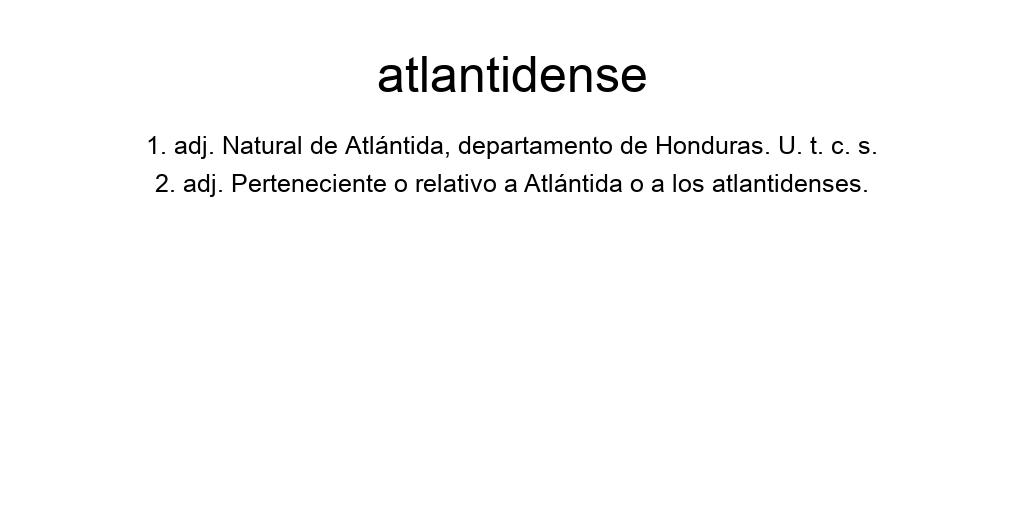 atlantidense
1. adj. Natural de Atlántida, departamento de Honduras. U. t. c. s.
2. adj. Perteneciente o relativo a Atlántida o a los atlantidenses.